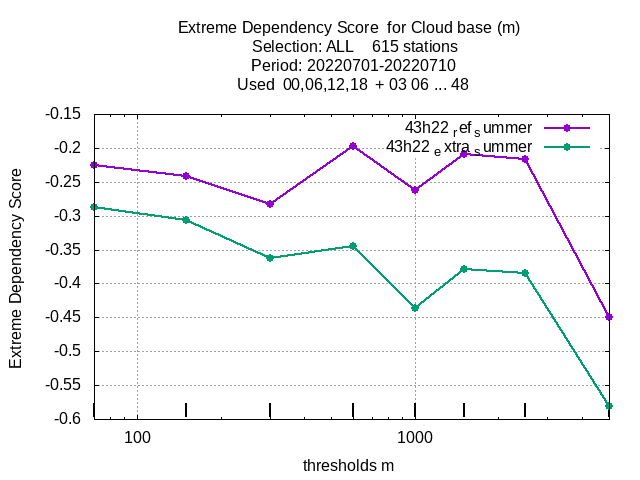 Extreme Dependency Score for Cloud base (m)
Selection: ALL 615 stations
Period: 20220701-20220710
Used 00,06,12,18 + 03 06 ... 48
43h22 ref summer
43h22 extra summer
Extreme Dependency Score
-0.15
-0.2
-0.25
-0.3
-0.35
-0.4
-0.45
-0.5
-0.55
-0.6
100 1000
thresholds m